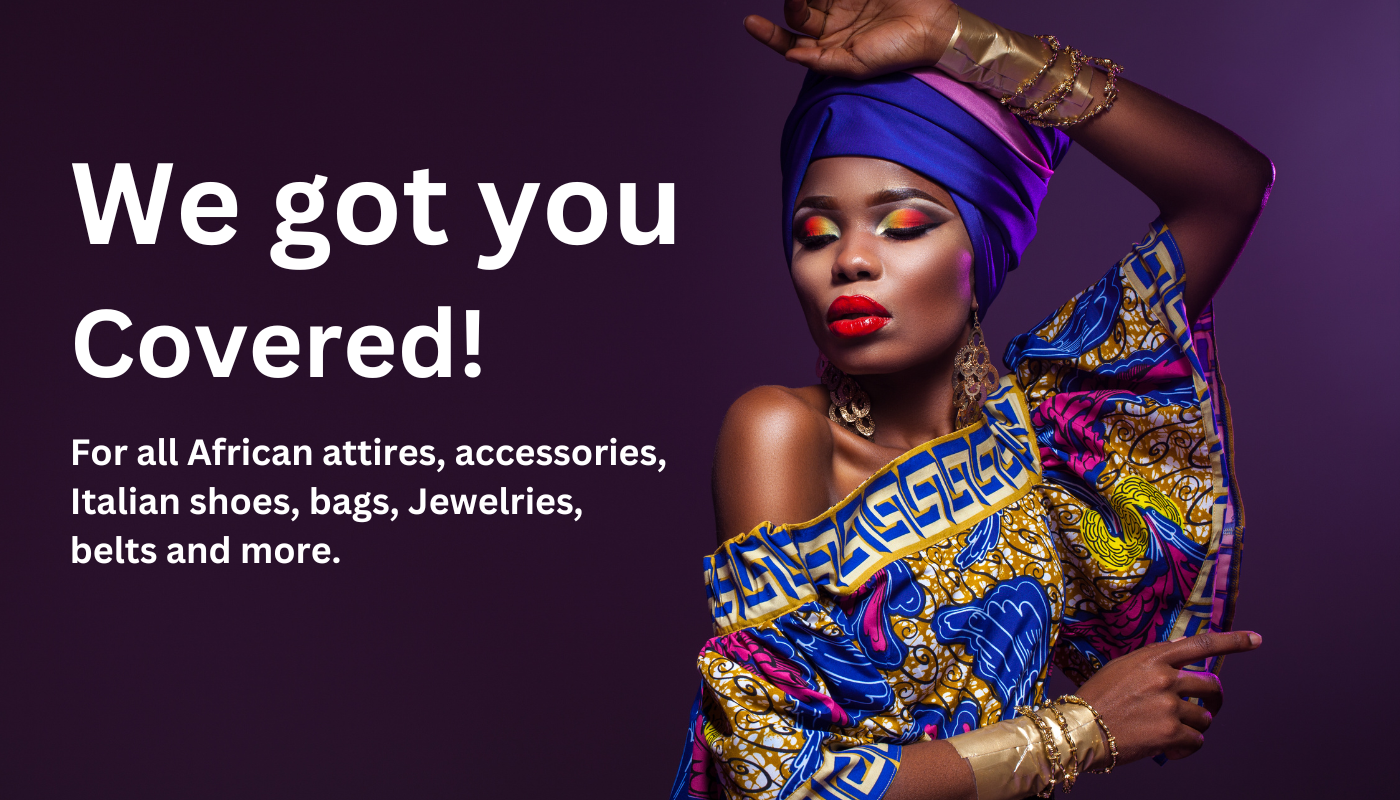 We got you
Covered!
For all African attires, accessories,
Italian shoes, bags, Jewelries,
belts and more.